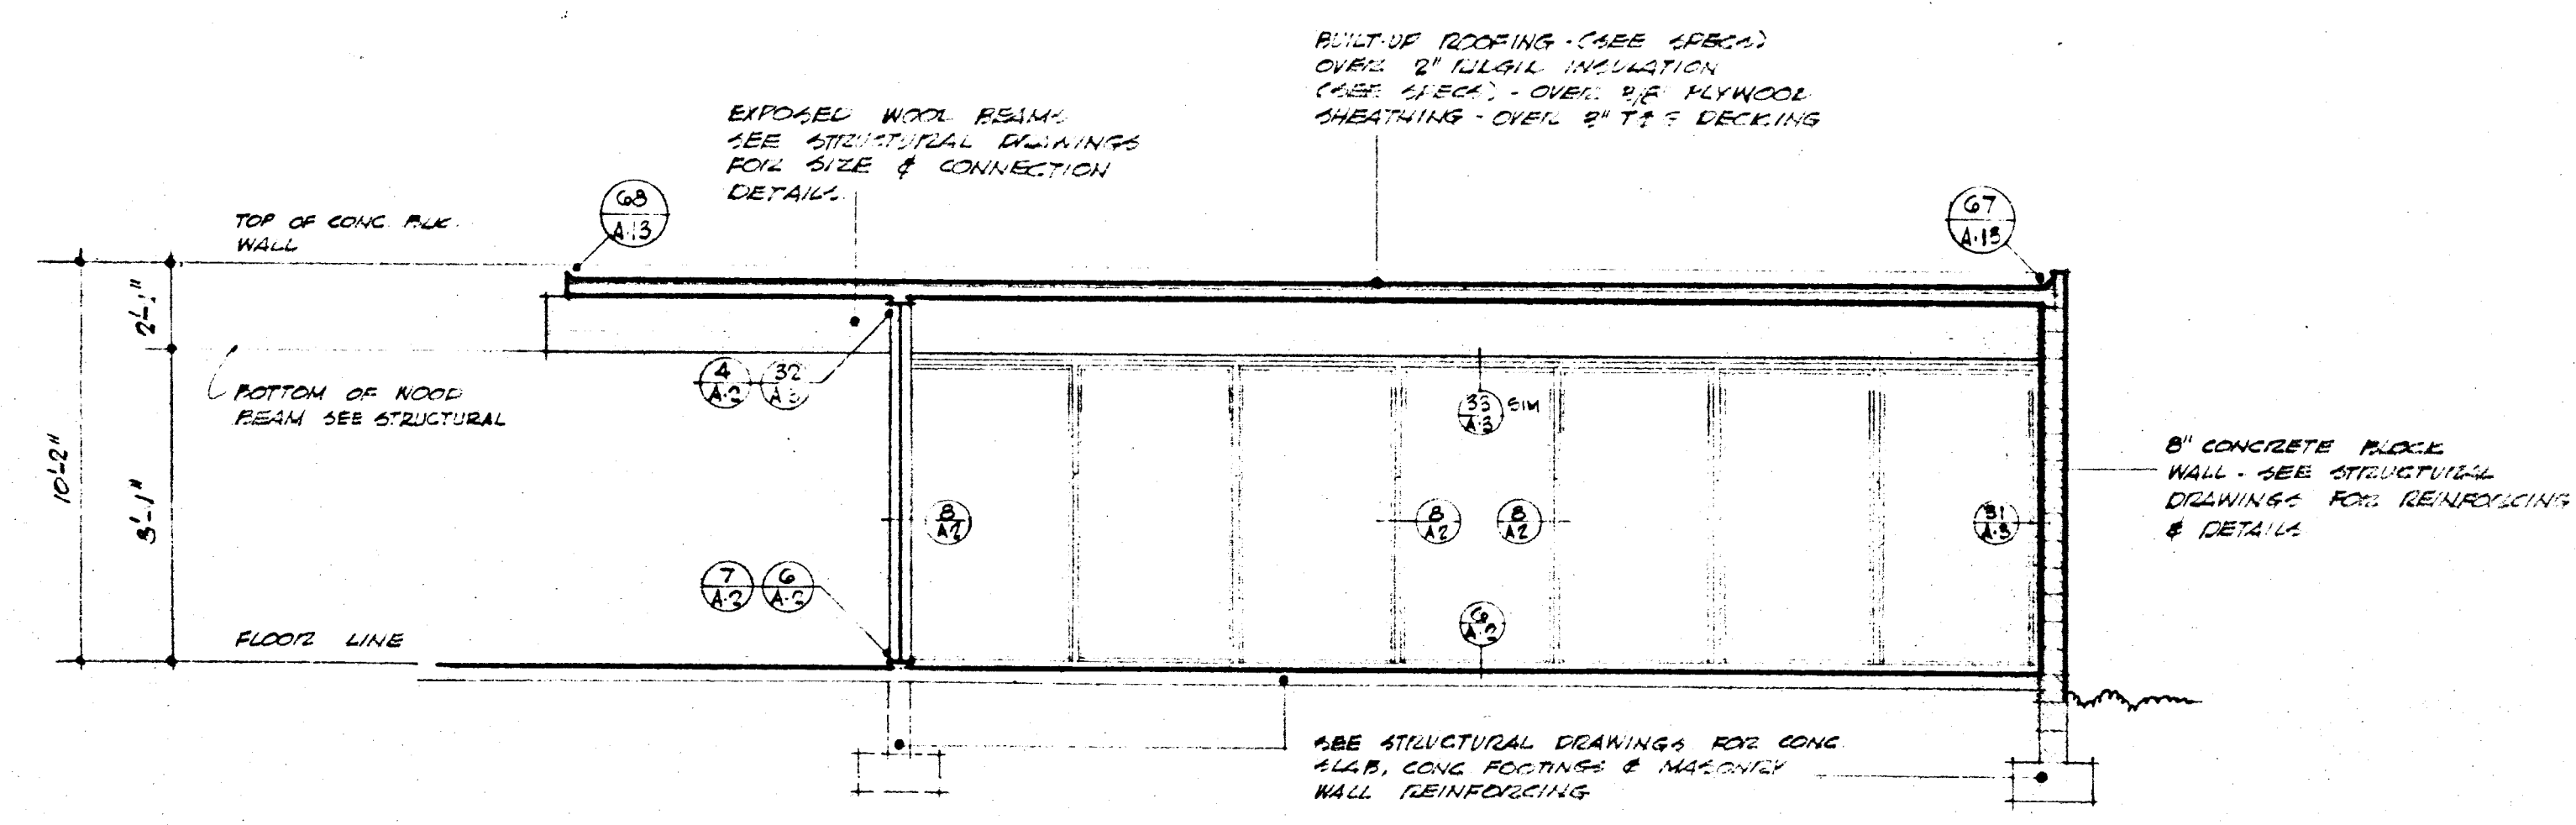 BUILT-UP ROOFING - (SEE SPECS)
OVER 2" INSULATION
(SEE SPECS) - OVER PLYWOOD
SHEATHING - OVER DECKING
EXPOSED WOOD BEAMS
SEE STRUCTURAL DRAWINGS
FOR SIZE & CONNECTION
DETAILS.
68
A-13
67
A-13
TOP OF CONC. BLK.
WALL
2'-1"
BOTTOM OF WOOD
BEAM SEE STRUCTURAL
4
A-2
32
A-3
33
A-3
SIM
10'-2"
8'-1"
8" CONCRETE BLOCK
WALL - SEE STRUCTURAL
DRAWINGS FOR REINFORCING
& DETAILS
8
A-2
8
A-2
8
A-2
31
A-3
7
A-2
6
A-2
6
A-2
FLOOR LINE
SEE STRUCTURAL DRAWINGS FOR CONC.
SLAB, CONC. FOOTINGS & MASONRY
WALL REINFORCING